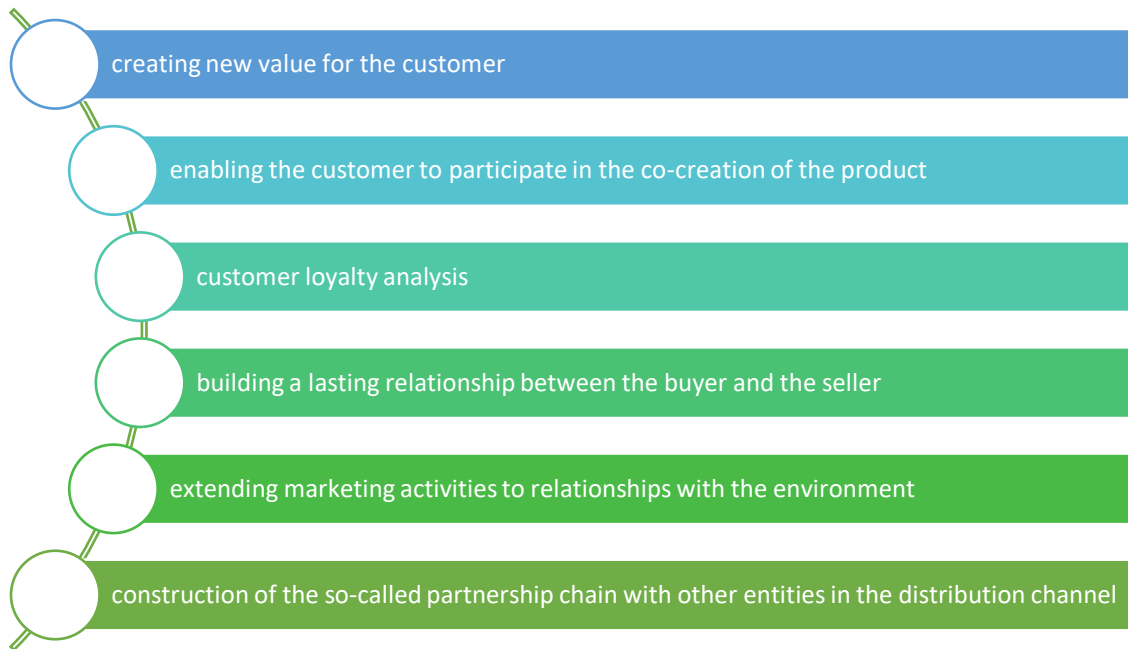 creating new value for the customer
enabling the customer to participate in the co-creation of the product
customer loyalty analysis
building a lasting relationship between the buyer and the seller
extending marketing activities to relationships with the environment
construction of the so-called partnership chain with other entities in the distribution channel